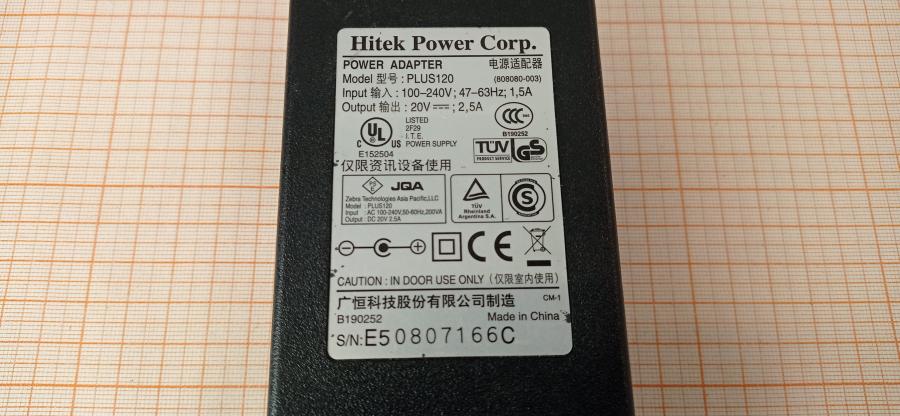 Hitek Power Corp.
POWER ADAPTER 电源适配器
Model 型号 : PLUS120 (808080-003)
Input 输入 : 100-240V; 47-63Hz; 1,5A
Output 输出 : 20V ; 2,5A
UL
C US
LISTED
2F29
I.T.E.
POWER SUPPLY
E152504
CCC
B190252
TÜV
PRODUCT SERVICE
GS
仅限资讯设备使用
PS
E
JQA
Zebra Technologies Asia Pacific,LLC
Model : PLUS120
Input : AC 100-240V,50-60Hz,200VA
Output : DC 20V 2.5A
TÜV
Rheinland
Argentina S.A.
S
CE
CAUTION : IN DOOR USE ONLY (仅限室内使用)
广恒科技股份有限公司制造 CM-1
B190252 Made in China
S/N: E50807166C